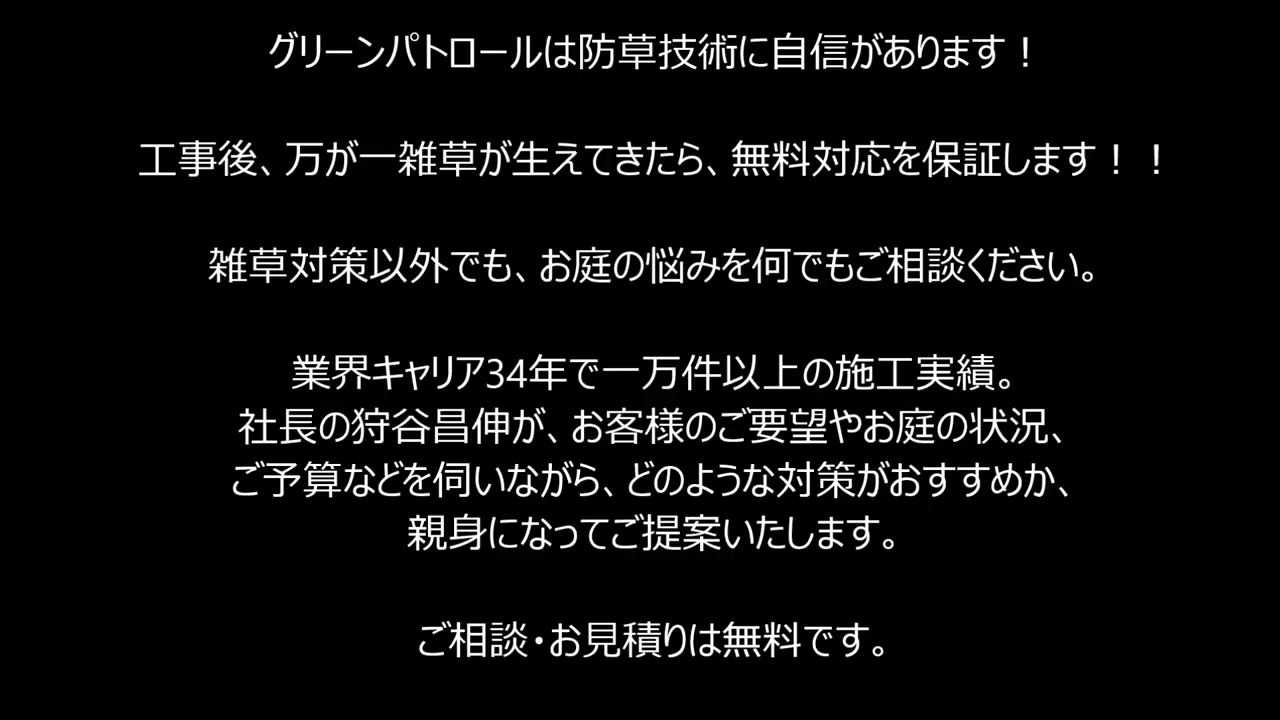 グリーンパトロールは防草技術に自信があります！
工事後、万が一雑草が生えてきたら、無料対応を保証します！！
雑草対策以外でも、お庭の悩みを何でもご相談ください。
業界キャリア34年で一万件以上の施工実績。
社長の狩谷昌伸が、お客様のご要望やお庭の状況、
ご予算などを伺いながら、どのような対策がおすすめか、
親身になってご提案いたします。
ご相談・お見積りは無料です。